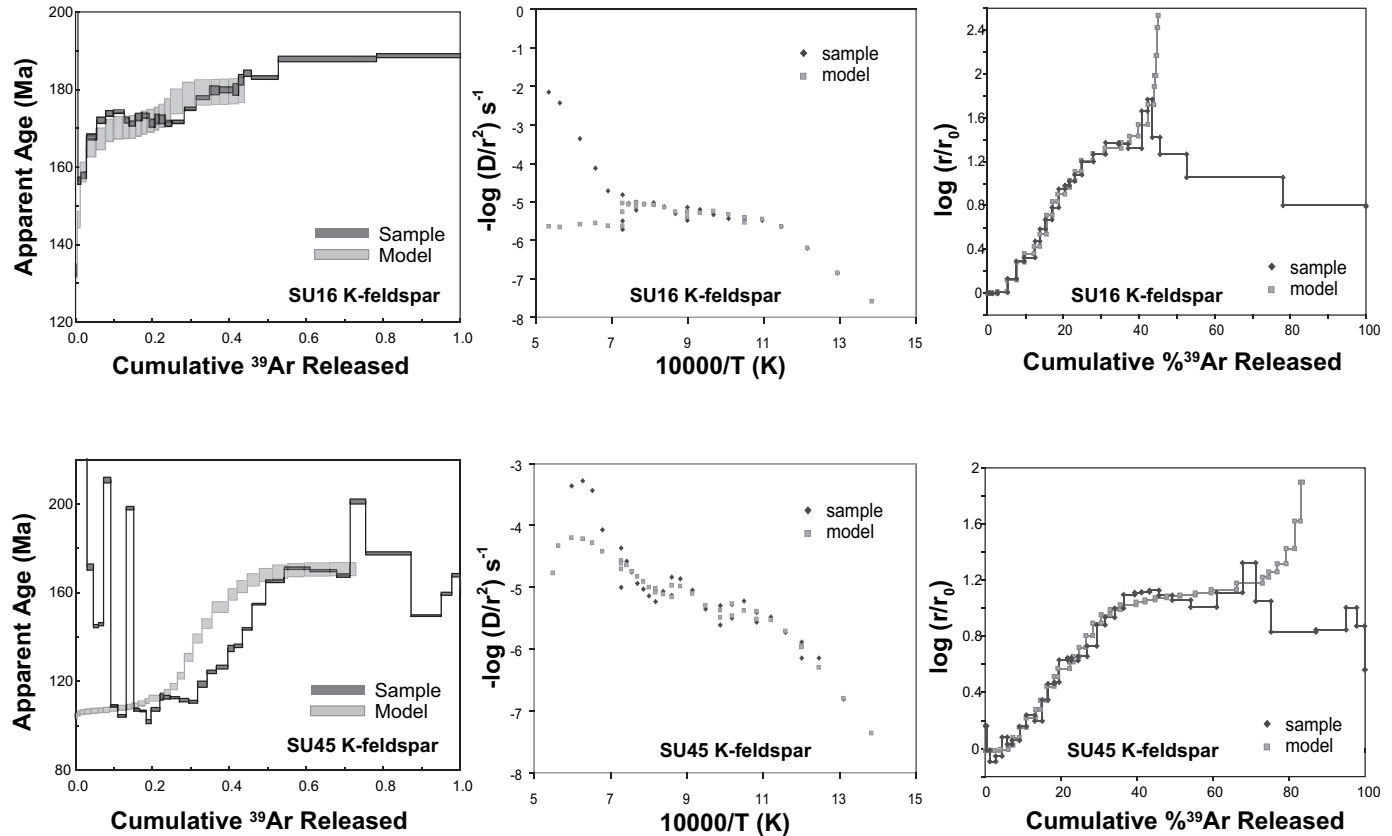 Apparent Age (Ma)
200
180
160
140
120
0.0
0.2
0.4
0.6
0.8
1.0
Sample
Model
SU16 K-feldspar
Cumulative ³⁹Ar Released
-log (D/r²) s⁻¹
0
-1
-2
-3
-4
-5
-6
-7
-8
5
7
9
11
13
15
sample
model
SU16 K-feldspar
10000/T (K)
log (r/r₀)
2.4
2.0
1.6
1.2
0.8
0.4
0
0
20
40
60
80
100
sample
model
SU16 K-feldspar
Cumulative %³⁹Ar Released
Apparent Age (Ma)
200
160
120
80
0.0
0.2
0.4
0.6
0.8
1.0
Sample
Model
SU45 K-feldspar
Cumulative ³⁹Ar Released
-log (D/r²) s⁻¹
-3
-4
-5
-6
-7
-8
5
7
9
11
13
15
sample
model
SU45 K-feldspar
10000/T (K)
log (r/r₀)
2
1.6
1.2
0.8
0.4
0
0
20
40
60
80
100
sample
model
SU45 K-feldspar
Cumulative %³⁹Ar Released